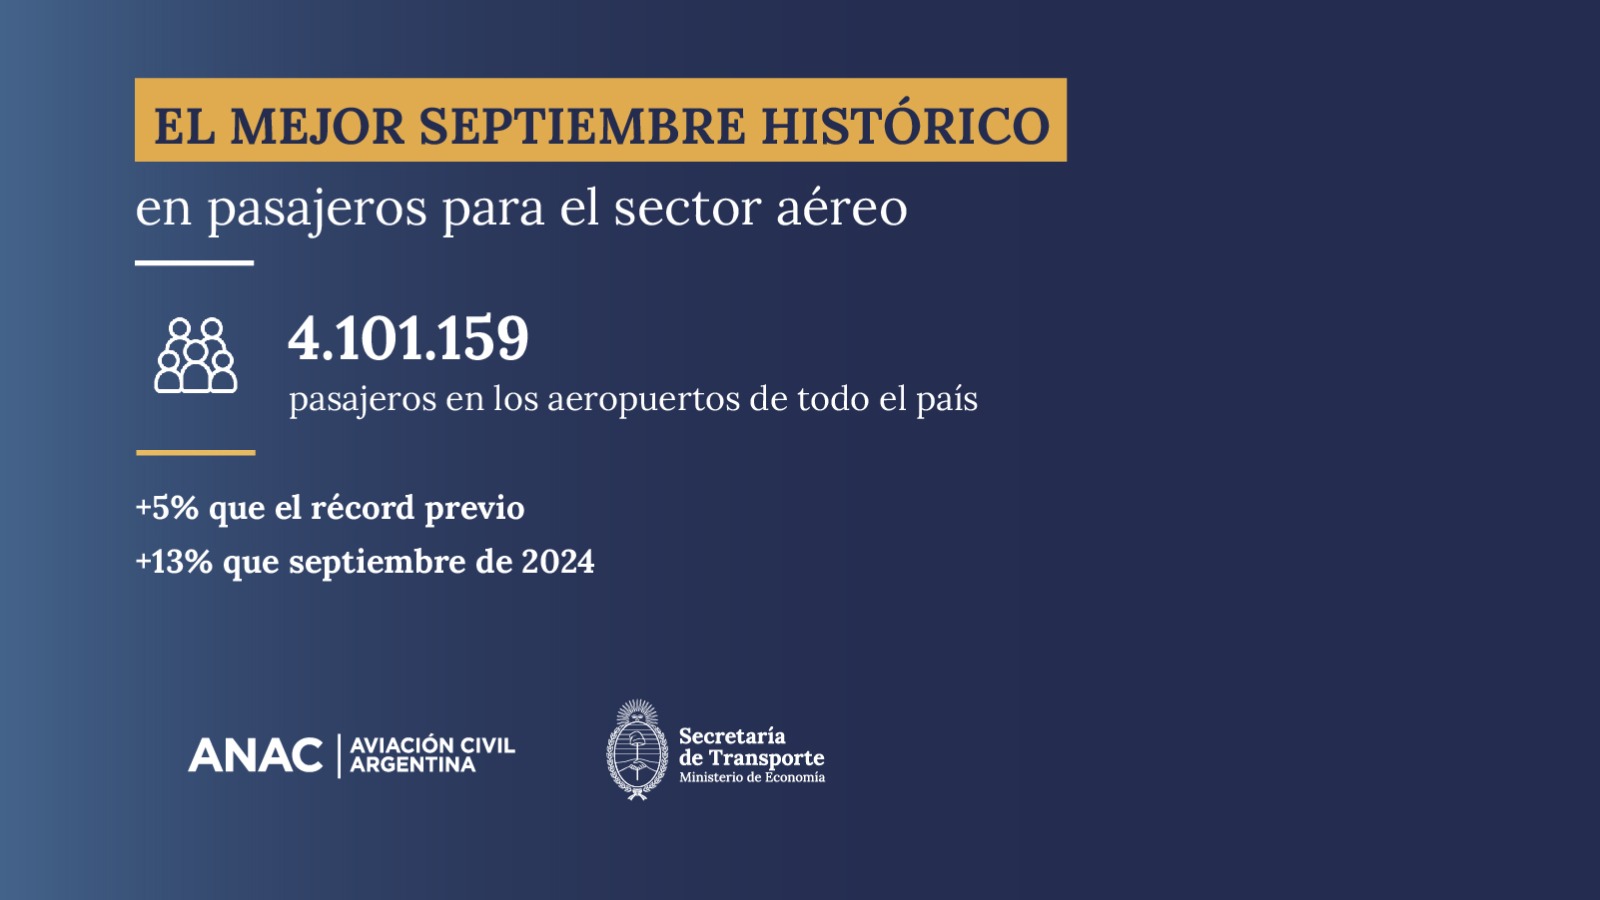 EL MEJOR SEPTIEMBRE HISTÓRICO
en pasajeros para el sector aéreo
4.101.159
pasajeros en los aeropuertos de todo el país
+5% que el récord previo
+13% que septiembre de 2024
ANAC
AVIACIÓN CIVIL
ARGENTINA
Secretaría
de Transporte
Ministerio de Economía